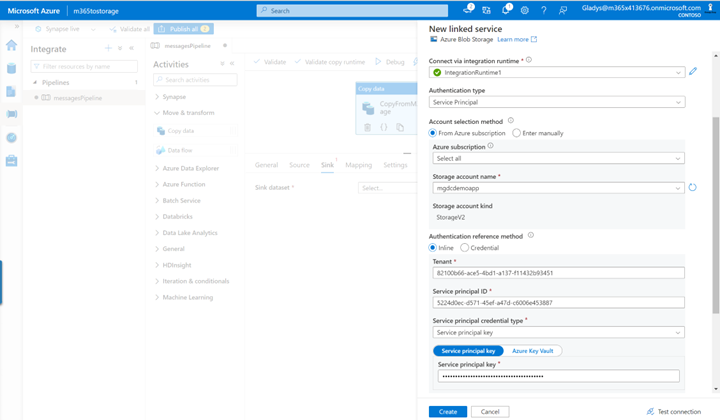 Microsoft Azure m365tostorage Search 2 1 Gladys@m365x413676.onmicrosoft.com
CONTOSO
Synapse live Validate all Publish all 2
Integrate
Filter resources by name
Pipelines 1
messagesPipeline
messagesPipeline
Activities
Search activities
Synapse
Move & transform
Copy data
Data flow
Azure Data Explorer
Azure Function
Batch Service
Databricks
Data Lake Analytics
General
HDInsight
Iteration & conditionals
Machine Learning
Validate Validate copy runtime Debug
Copy data
CopyFromM
age
General Source Sink 1 Mapping Settings
Sink dataset * Select...
New linked service
Azure Blob Storage Learn more
Connect via integration runtime *
IntegrationRuntime1
Authentication type
Service Principal
Account selection method
From Azure subscription Enter manually
Azure subscription
Select all
Storage account name *
mgdcdemoapp
Storage account kind
StorageV2
Authentication reference method
Inline Credential
Tenant *
82100b66-ace5-4bd1-a137-f11432b93451
Service principal ID *
5224d0ec-d571-45ef-a47d-c6006e453887
Service principal credential type *
Service principal key
Service principal key Azure Key Vault
Service principal key *
Create Cancel Test connection